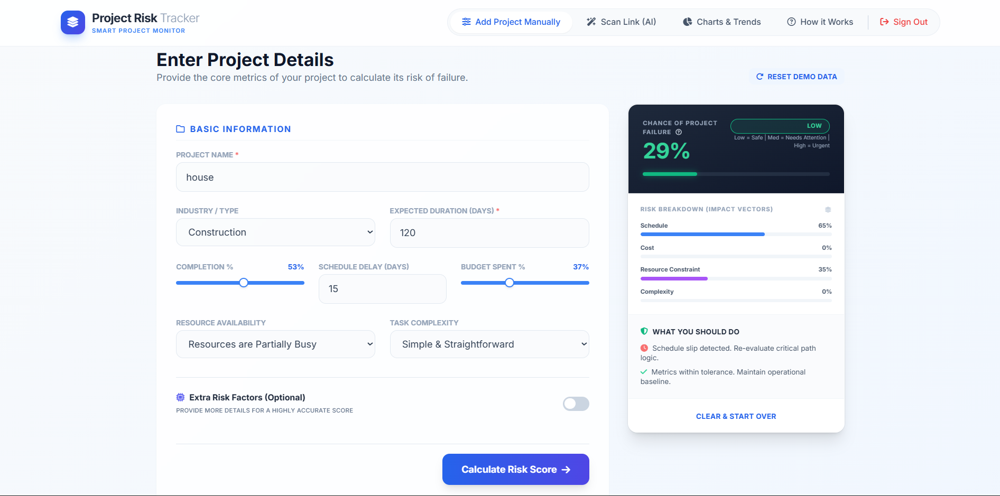 Project Risk Tracker
SMART PROJECT MONITOR
Add Project Manually
Scan Link (AI)
Charts & Trends
How it Works
Sign Out
Enter Project Details
Provide the core metrics of your project to calculate its risk of failure.
RESET DEMO DATA
BASIC INFORMATION
PROJECT NAME *
house
INDUSTRY / TYPE
Construction
EXPECTED DURATION (DAYS) *
120
COMPLETION % 53%
SCHEDULE DELAY (DAYS)
15
BUDGET SPENT % 37%
RESOURCE AVAILABILITY
Resources are Partially Busy
TASK COMPLEXITY
Simple & Straightforward
Extra Risk Factors (Optional)
PROVIDE MORE DETAILS FOR A HIGHLY ACCURATE SCORE
Calculate Risk Score →
CHANCE OF PROJECT
FAILURE
29%
LOW
Low = Safe | Med = Needs Attention |
High = Urgent
RISK BREAKDOWN (IMPACT VECTORS)
Schedule 65%
Cost 0%
Resource Constraint 35%
Complexity 0%
WHAT YOU SHOULD DO
Schedule slip detected. Re-evaluate critical path
logic.
Metrics within tolerance. Maintain operational
baseline.
CLEAR & START OVER